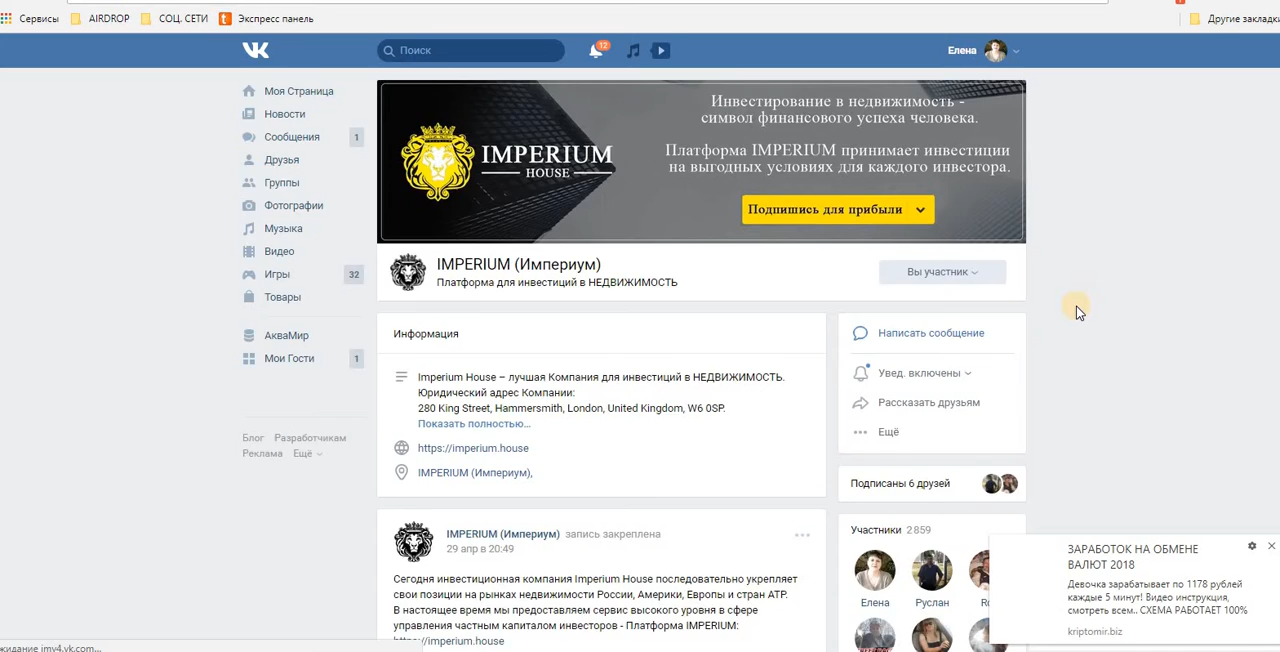 Сервисы AIRDROP СОЦ. СЕТИ Экспресс панель Другие закладки
Поиск 12 Елена
Моя Страница
Новости
Сообщения 1
Друзья
Группы
Фотографии
Музыка
Видео
Игры 32
Товары
АкваМир
Мои Гости 1
Блог Разработчикам
Реклама Ещё
IMPERIUM
HOUSE
Инвестирование в недвижимость -
символ финансового успеха человека.
Платформа IMPERIUM принимает инвестиции
на выгодных условиях для каждого инвестора.
Подпишись для прибыли
IMPERIUM (Империум)
Платформа для инвестиций в НЕДВИЖИМОСТЬ
Вы участник
Информация
Imperium House – лучшая Компания для инвестиций в НЕДВИЖИМОСТЬ.
Юридический адрес Компании:
280 King Street, Hammersmith, London, United Kingdom, W6 0SP.
Показать полностью...
https://imperium.house
IMPERIUM (Империум),
IMPERIUM (Империум) запись закреплена
29 апр в 20:49
Сегодня инвестиционная компания Imperium House последовательно укрепляет
свои позиции на рынках недвижимости России, Америки, Европы и стран АТР.
В настоящее время мы предоставляем сервис высокого уровня в сфере
управления частным капиталом инвесторов - Платформа IMPERIUM:
https://imperium.house
Написать сообщение
Увед. включены
Рассказать друзьям
Ещё
Подписаны 6 друзей
Участники 2 859
Елена Руслан
ЗАРАБОТОК НА ОБМЕНЕ
ВАЛЮТ 2018
Девочка зарабатывает по 1178 рублей
каждые 5 минут! Видео инструкция,
смотреть всем.. СХЕМА РАБОТАЕТ 100%
kriptomir.biz